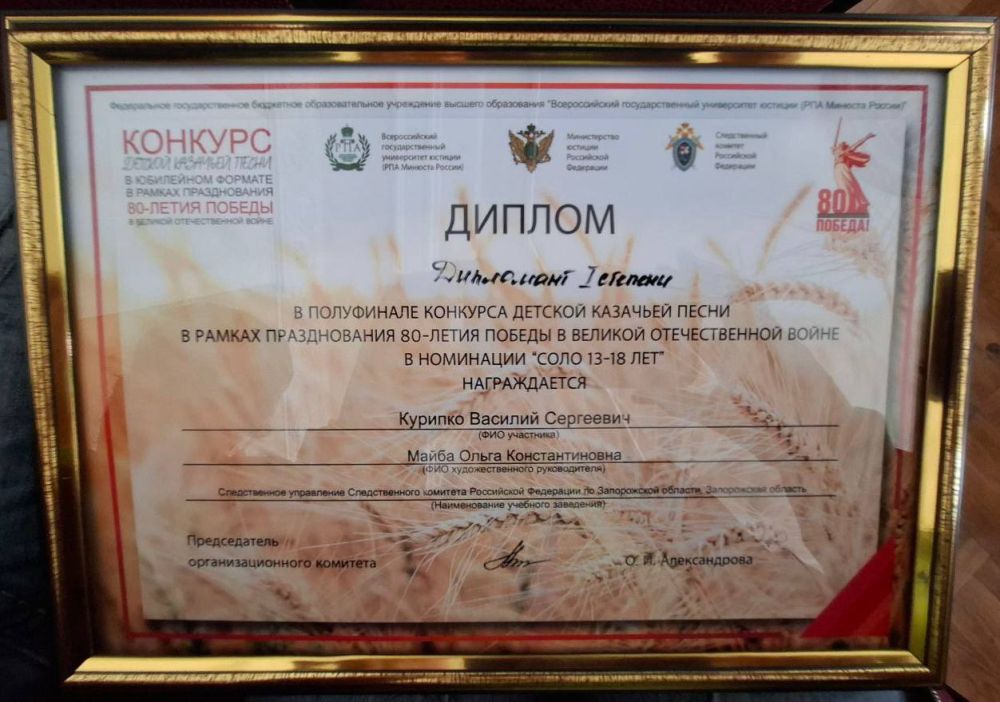 Федеральное государственное бюджетное образовательное учреждение высшего образования "Всероссийский государственный университет юстиции (РПА Минюста России)"
КОНКУРС
ДЕТСКОЙ КАЗАЧЬЕЙ ПЕСНИ
В ЮБИЛЕЙНОМ ФОРМАТЕ
В РАМКАХ ПРАЗДНОВАНИЯ
80-ЛЕТИЯ ПОБЕДЫ
В ВЕЛИКОЙ ОТЕЧЕСТВЕННОЙ ВОЙНЕ
РПА
Всероссийский
государственный
университет юстиции
(РПА Минюста России)
Министерство
юстиции
Российской
Федерации
Следственный
комитет
Российской
Федерации
80
ПОБЕДА!
ДИПЛОМ
Дипломант I степени
В ПОЛУФИНАЛЕ КОНКУРСА ДЕТСКОЙ КАЗАЧЬЕЙ ПЕСНИ
В РАМКАХ ПРАЗДНОВАНИЯ 80-ЛЕТИЯ ПОБЕДЫ В ВЕЛИКОЙ ОТЕЧЕСТВЕННОЙ ВОЙНЕ
В НОМИНАЦИИ "СОЛО 13-18 ЛЕТ"
НАГРАЖДАЕТСЯ
Курипко Василий Сергеевич
(ФИО участника)
Майба Ольга Константиновна
(ФИО художественного руководителя)
Следственное управление Следственного комитета Российской Федерации по Запорожской области, Запорожская область
(Наименование учебного заведения)
Председатель
организационного комитета
О. И. Александрова